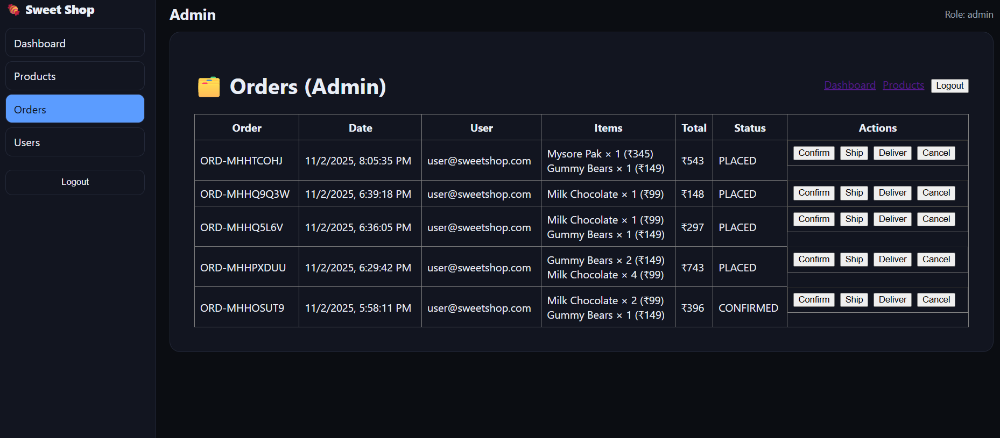 Sweet Shop
Dashboard
Products
Orders
Users
Logout
Admin
Role: admin
Orders (Admin)
Dashboard Products Logout
Order Date User Items Total Status Actions
ORD-MHHTCOHJ 11/2/2025, 8:05:35 PM user@sweetshop.com Mysore Pak × 1 (₹345) ₹543 PLACED Confirm Ship Deliver Cancel
Gummy Bears × 1 (₹149)
ORD-MHHQ9Q3W 11/2/2025, 6:39:18 PM user@sweetshop.com Milk Chocolate × 1 (₹99) ₹148 PLACED Confirm Ship Deliver Cancel
ORD-MHHQ5L6V 11/2/2025, 6:36:05 PM user@sweetshop.com Milk Chocolate × 1 (₹99) ₹297 PLACED Confirm Ship Deliver Cancel
Gummy Bears × 1 (₹149)
ORD-MHHPXDUU 11/2/2025, 6:29:42 PM user@sweetshop.com Gummy Bears × 2 (₹149) ₹743 PLACED Confirm Ship Deliver Cancel
Milk Chocolate × 4 (₹99)
ORD-MHHOSUT9 11/2/2025, 5:58:11 PM user@sweetshop.com Milk Chocolate × 2 (₹99) ₹396 CONFIRMED Confirm Ship Deliver Cancel
Gummy Bears × 1 (₹149)